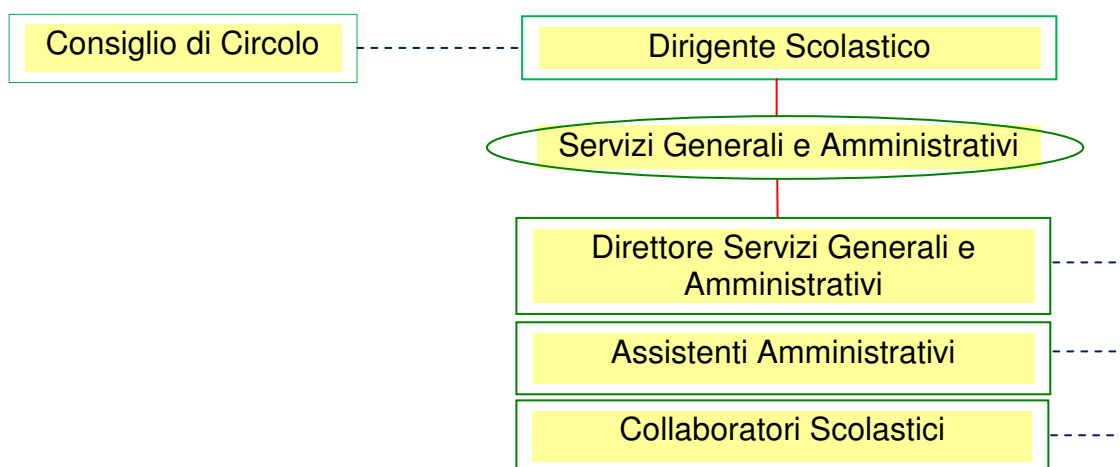 Consiglio di Circolo
Dirigente Scolastico
Servizi Generali e Amministrativi
Direttore Servizi Generali e
Amministrativi
Assistenti Amministrativi
Collaboratori Scolastici